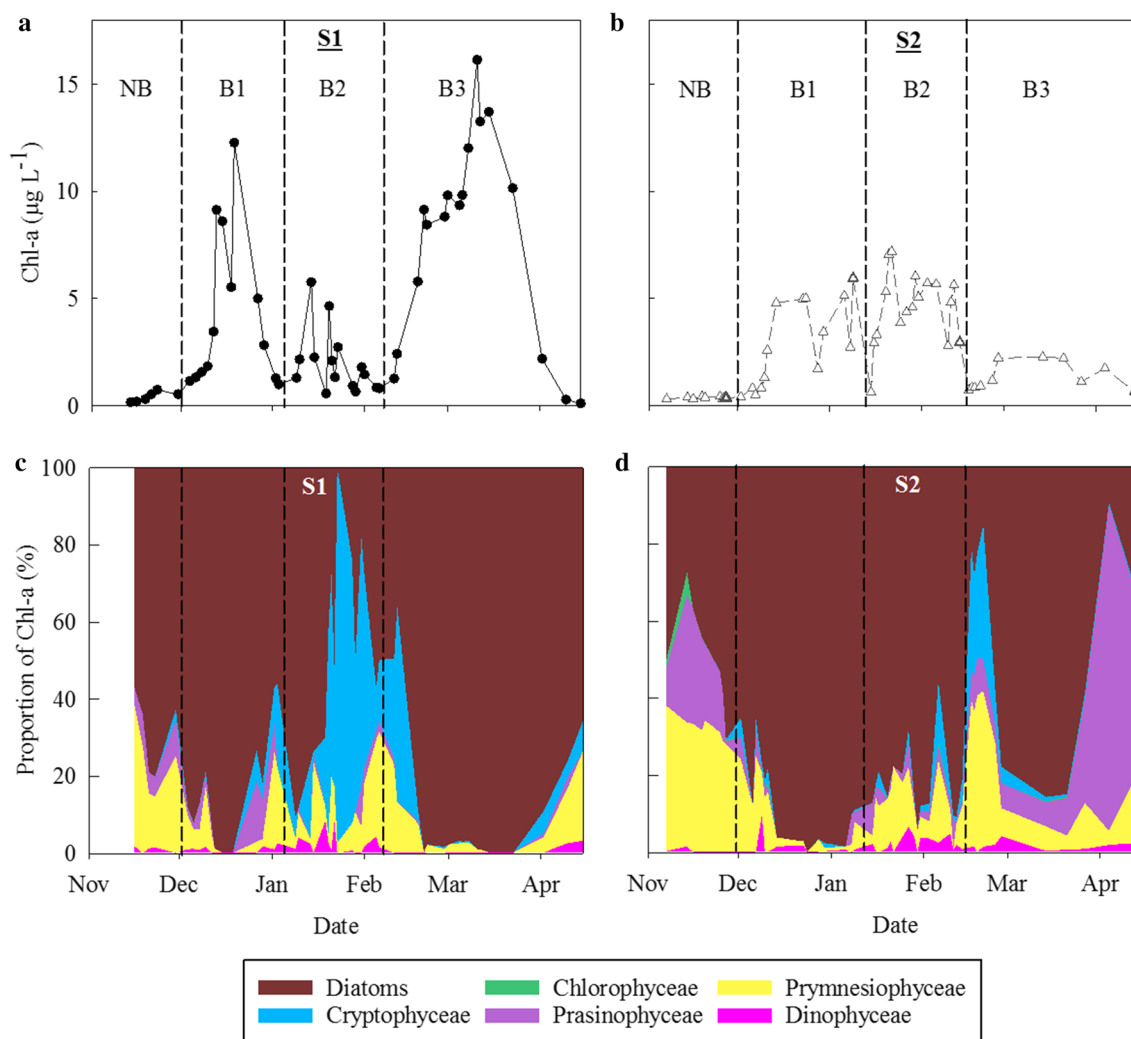 a
S1
NB
B1
B2
B3
15
10
5
0
Chl-a (µg L⁻¹)
b
S2
NB
B1
B2
B3
c
S1
100
80
60
40
20
0
Proportion of Chl-a (%)
Nov
Dec
Jan
Feb
Mar
Apr
Date
d
S2
Nov
Dec
Jan
Feb
Mar
Apr
Date
Diatoms
Chlorophyceae
Prymnesiophyceae
Cryptophyceae
Prasinophyceae
Dinophyceae